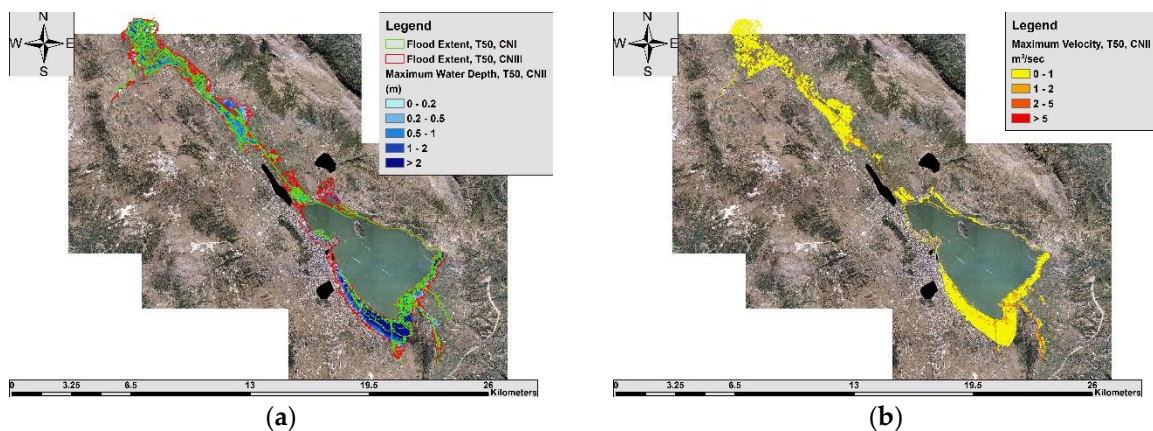 N
W E
S
Legend
Flood Extent, T50, CNI
Flood Extent, T50, CNIII
Maximum Water Depth, T50, CNII
(m)
0 - 0.2
0.2 - 0.5
0.5 - 1
1 - 2
> 2
0 3.25 6.5 13 19.5 26
Kilometers
(a)
N
W E
S
Legend
Maximum Velocity, T50, CNII
m³/sec
0 - 1
1 - 2
2 - 5
> 5
0 3.25 6.5 13 19.5 26
Kilometers
(b)